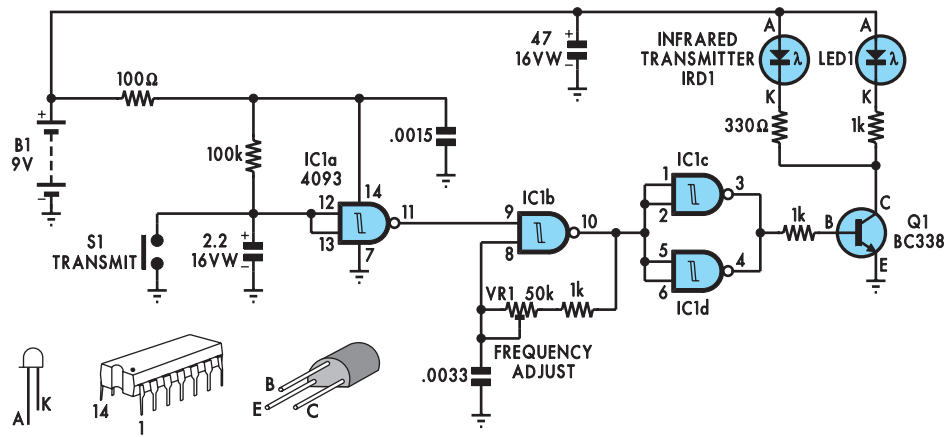 47
16VW
+
−
INFRARED
TRANSMITTER
IRD1
A
λ
K
LED1
A
λ
K
100Ω
330Ω
1k
+
B1
9V
−
100k
.0015
IC1a
4093
14
12
13
11
7
IC1b
9
8
10
IC1c
1
2
3
5
6
4
IC1d
1k
B
C
E
Q1
BC338
S1
TRANSMIT
2.2
16VW
+
−
VR1 50k
1k
FREQUENCY
ADJUST
.0033
A
K
14
1
B
E
C